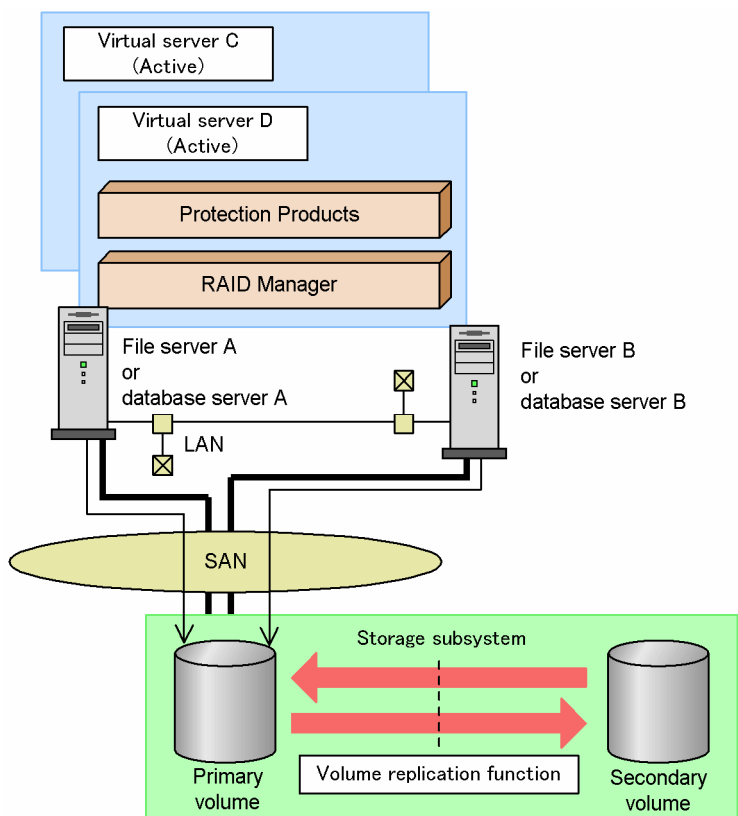 Virtual server C
(Active)
Virtual server D
(Active)
Protection Products
RAID Manager
File server A
or
database server A
File server B
or
database server B
LAN
SAN
Storage subsystem
Volume replication function
Primary
volume
Secondary
volume